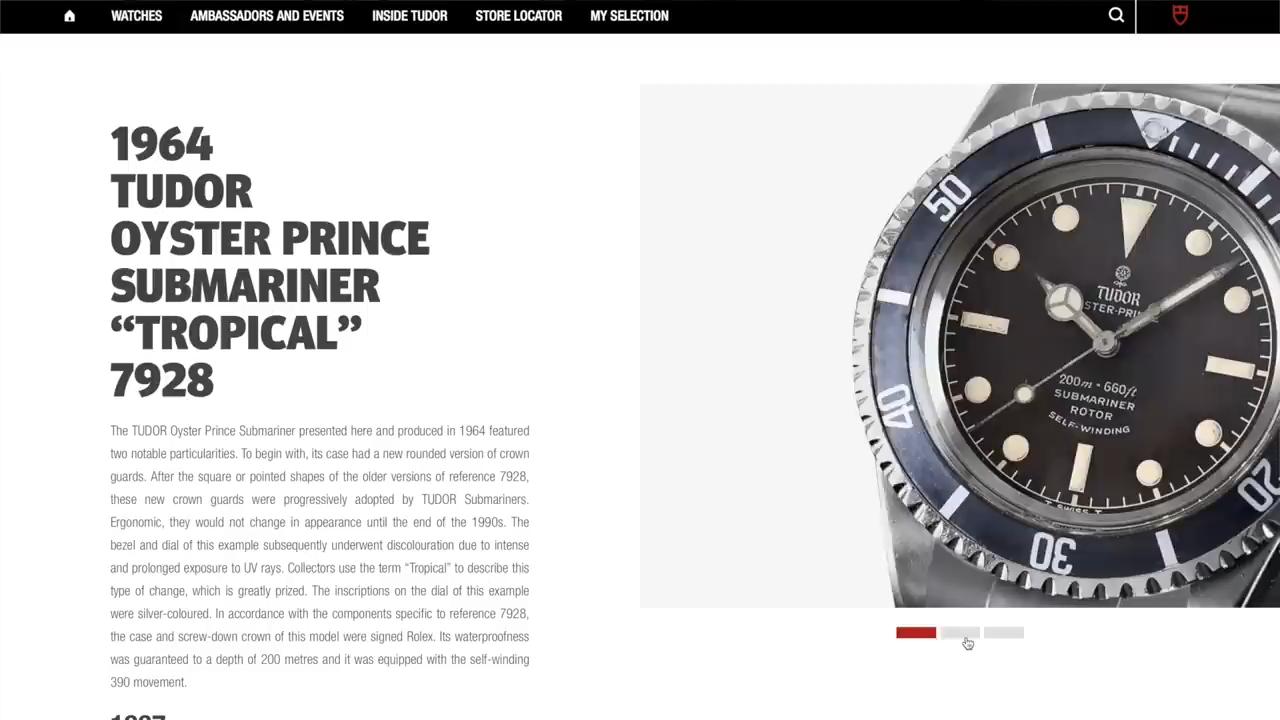 WATCHES
AMBASSADORS AND EVENTS
INSIDE TUDOR
STORE LOCATOR
MY SELECTION
1964
TUDOR
OYSTER PRINCE
SUBMARINER
“TROPICAL”
7928
The TUDOR Oyster Prince Submariner presented here and produced in 1964 featured
two notable particularities. To begin with, its case had a new rounded version of crown
guards. After the square or pointed shapes of the older versions of reference 7928,
these new crown guards were progressively adopted by TUDOR Submariners.
Ergonomic, they would not change in appearance until the end of the 1990s. The
bezel and dial of this example subsequently underwent discolouration due to intense
and prolonged exposure to UV rays. Collectors use the term “Tropical” to describe this
type of change, which is greatly prized. The inscriptions on the dial of this example
were silver-coloured. In accordance with the components specific to reference 7928,
the case and screw-down crown of this model were signed Rolex. Its waterproofness
was guaranteed to a depth of 200 metres and it was equipped with the self-winding
390 movement.
50
TUDOR
200m - 660ft
SUBMARINER
ROTOR
SELF-WINDING
40
20
30
T SWISS T